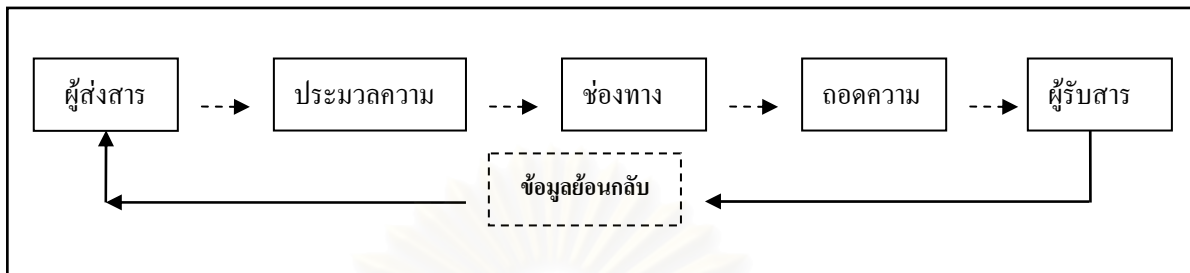 ผู้ส่งสาร ประมวลความ ช่องทาง ถอดความ ผู้รับสาร
ข้อมูลย้อนกลับ